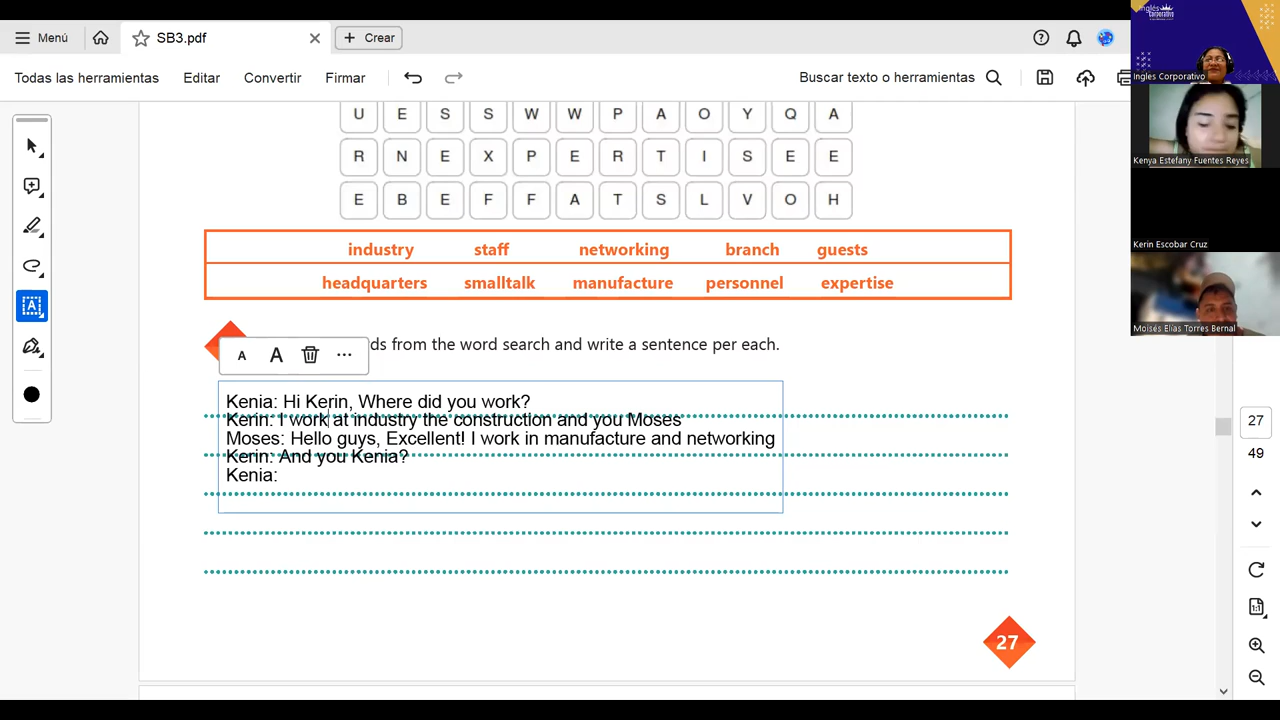 Menú
SB3.pdf
Crear
Todas las herramientas
Editar
Convertir
Firmar
Buscar texto o herramientas
U E S S W W P A O Y Q A
R N E X P E R T I S E E
E B E F F A T S L V O H
industry staff networking branch guests
headquarters smalltalk manufacture personnel expertise
A A
ds from the word search and write a sentence per each.
Kenia: Hi Kerin, Where did you work?
Kerin: I work at industry the construction and you Moses
Moses: Hello guys, Excellent! I work in manufacture and networking
Kerin: And you Kenia?
Kenia:
27
27
49
1:1
Inglés
Corporativo
Ingles Corporativo
Kenya Estefany Fuentes Reyes
Kerin Escobar Cruz
Moisés Elías Torres Bernal